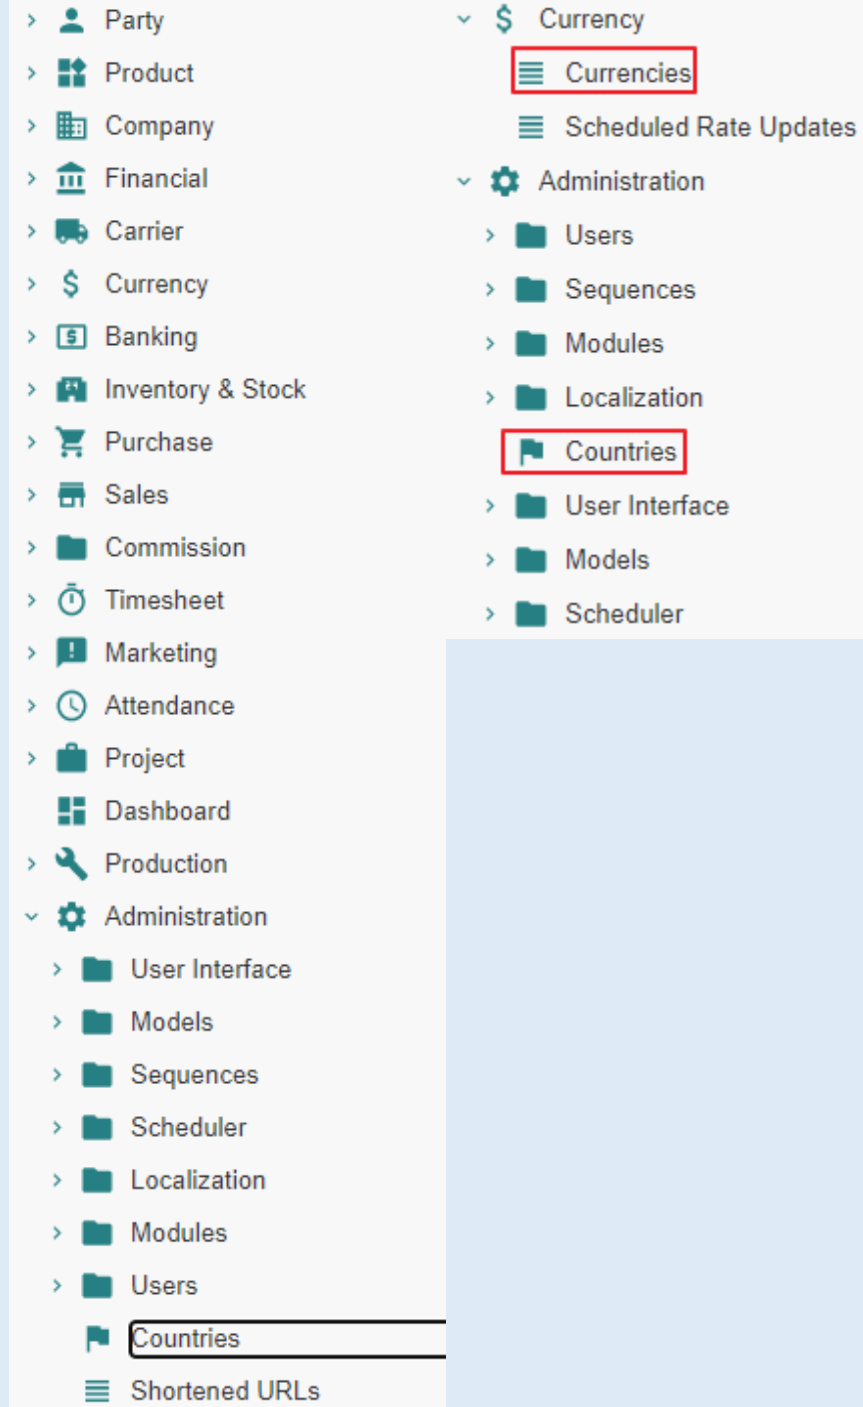 Party
Product
Company
Financial
Carrier
Currency
Banking
Inventory & Stock
Purchase
Sales
Commission
Timesheet
Marketing
Attendance
Project
Dashboard
Production
Administration
User Interface
Models
Sequences
Scheduler
Localization
Modules
Users
Countries
Shortened URLs
$ Currency
Currencies
Scheduled Rate Updates
Administration
Users
Sequences
Modules
Localization
Countries
User Interface
Models
Scheduler